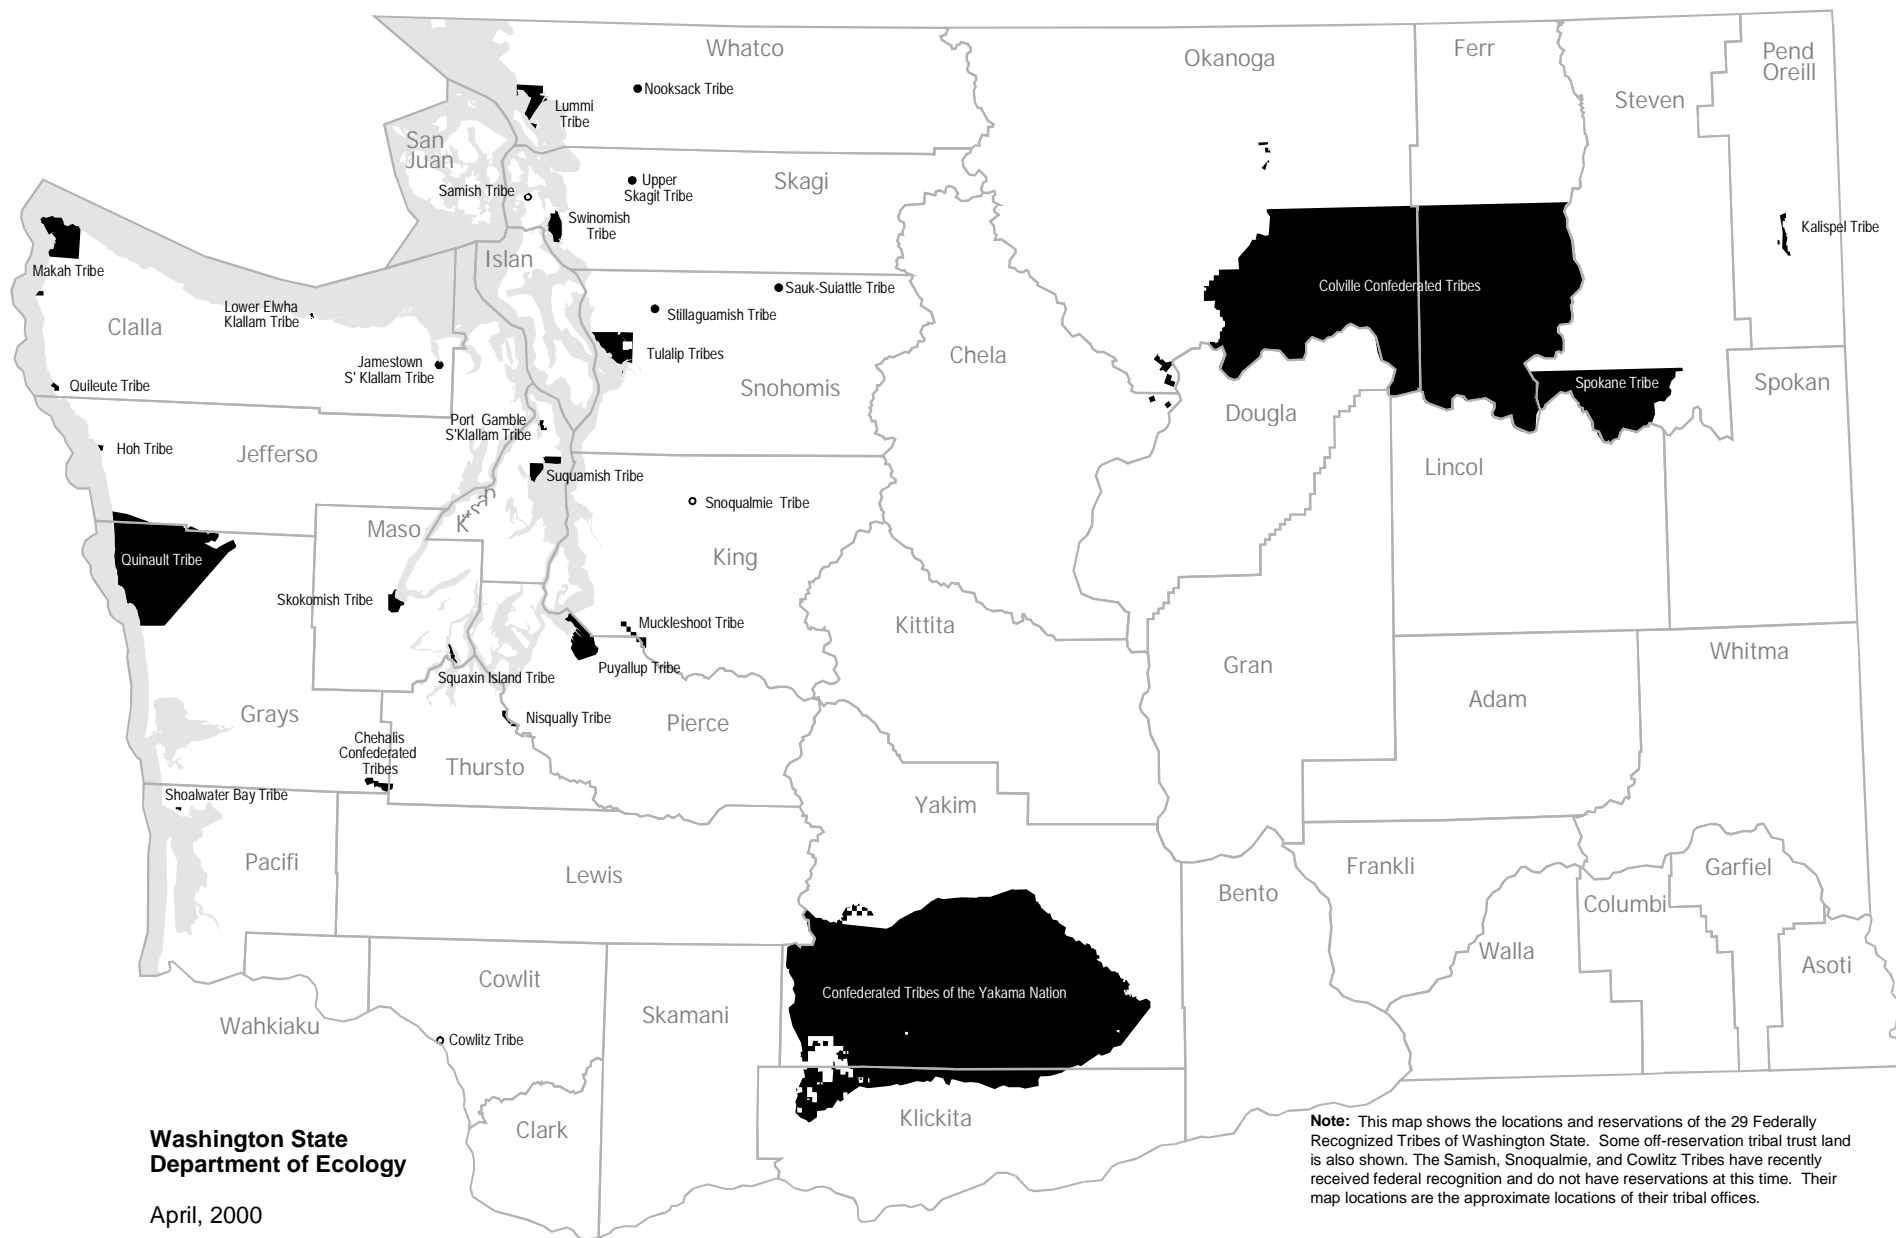 Whatco
Okanoga
Ferr
Pend
Oreill
Steven
Nooksack Tribe
Lummi
Tribe
San
Juan
Skagi
Samish Tribe
Upper
Skagit Tribe
Swinomish
Tribe
Kalispel Tribe
Islan
Makah Tribe
Sauk-Suiattle Tribe
Colville Confederated Tribes
Lower Elwha
Klallam Tribe
Stillaguamish Tribe
Clalla
Tulalip Tribes
Chela
Jamestown
S' Klallam Tribe
Quileute Tribe
Snohomis
Spokane Tribe
Spokan
Dougla
Port Gamble
S'Klallam Tribe
Hoh Tribe
Jefferso
Lincol
Suquamish Tribe
Kitsap
Snoqualmie Tribe
Maso
Quinault Tribe
King
Skokomish Tribe
Muckleshoot Tribe
Kittita
Puyallup Tribe
Squaxin Island Tribe
Gran
Whitma
Adam
Grays
Nisqually Tribe
Pierce
Chehalis
Confederated
Tribes
Thursto
Shoalwater Bay Tribe
Yakim
Pacifi
Lewis
Frankli
Garfiel
Bento
Columbi
Walla
Asoti
Cowlit
Confederated Tribes of the Yakama Nation
Skamani
Wahkiaku
Cowlitz Tribe
Klickita
Clark
Washington State
Department of Ecology
April, 2000
Note: This map shows the locations and reservations of the 29 Federally
Recognized Tribes of Washington State. Some off-reservation tribal trust land
is also shown. The Samish, Snoqualmie, and Cowlitz Tribes have recently
received federal recognition and do not have reservations at this time. Their
map locations are the approximate locations of their tribal offices.